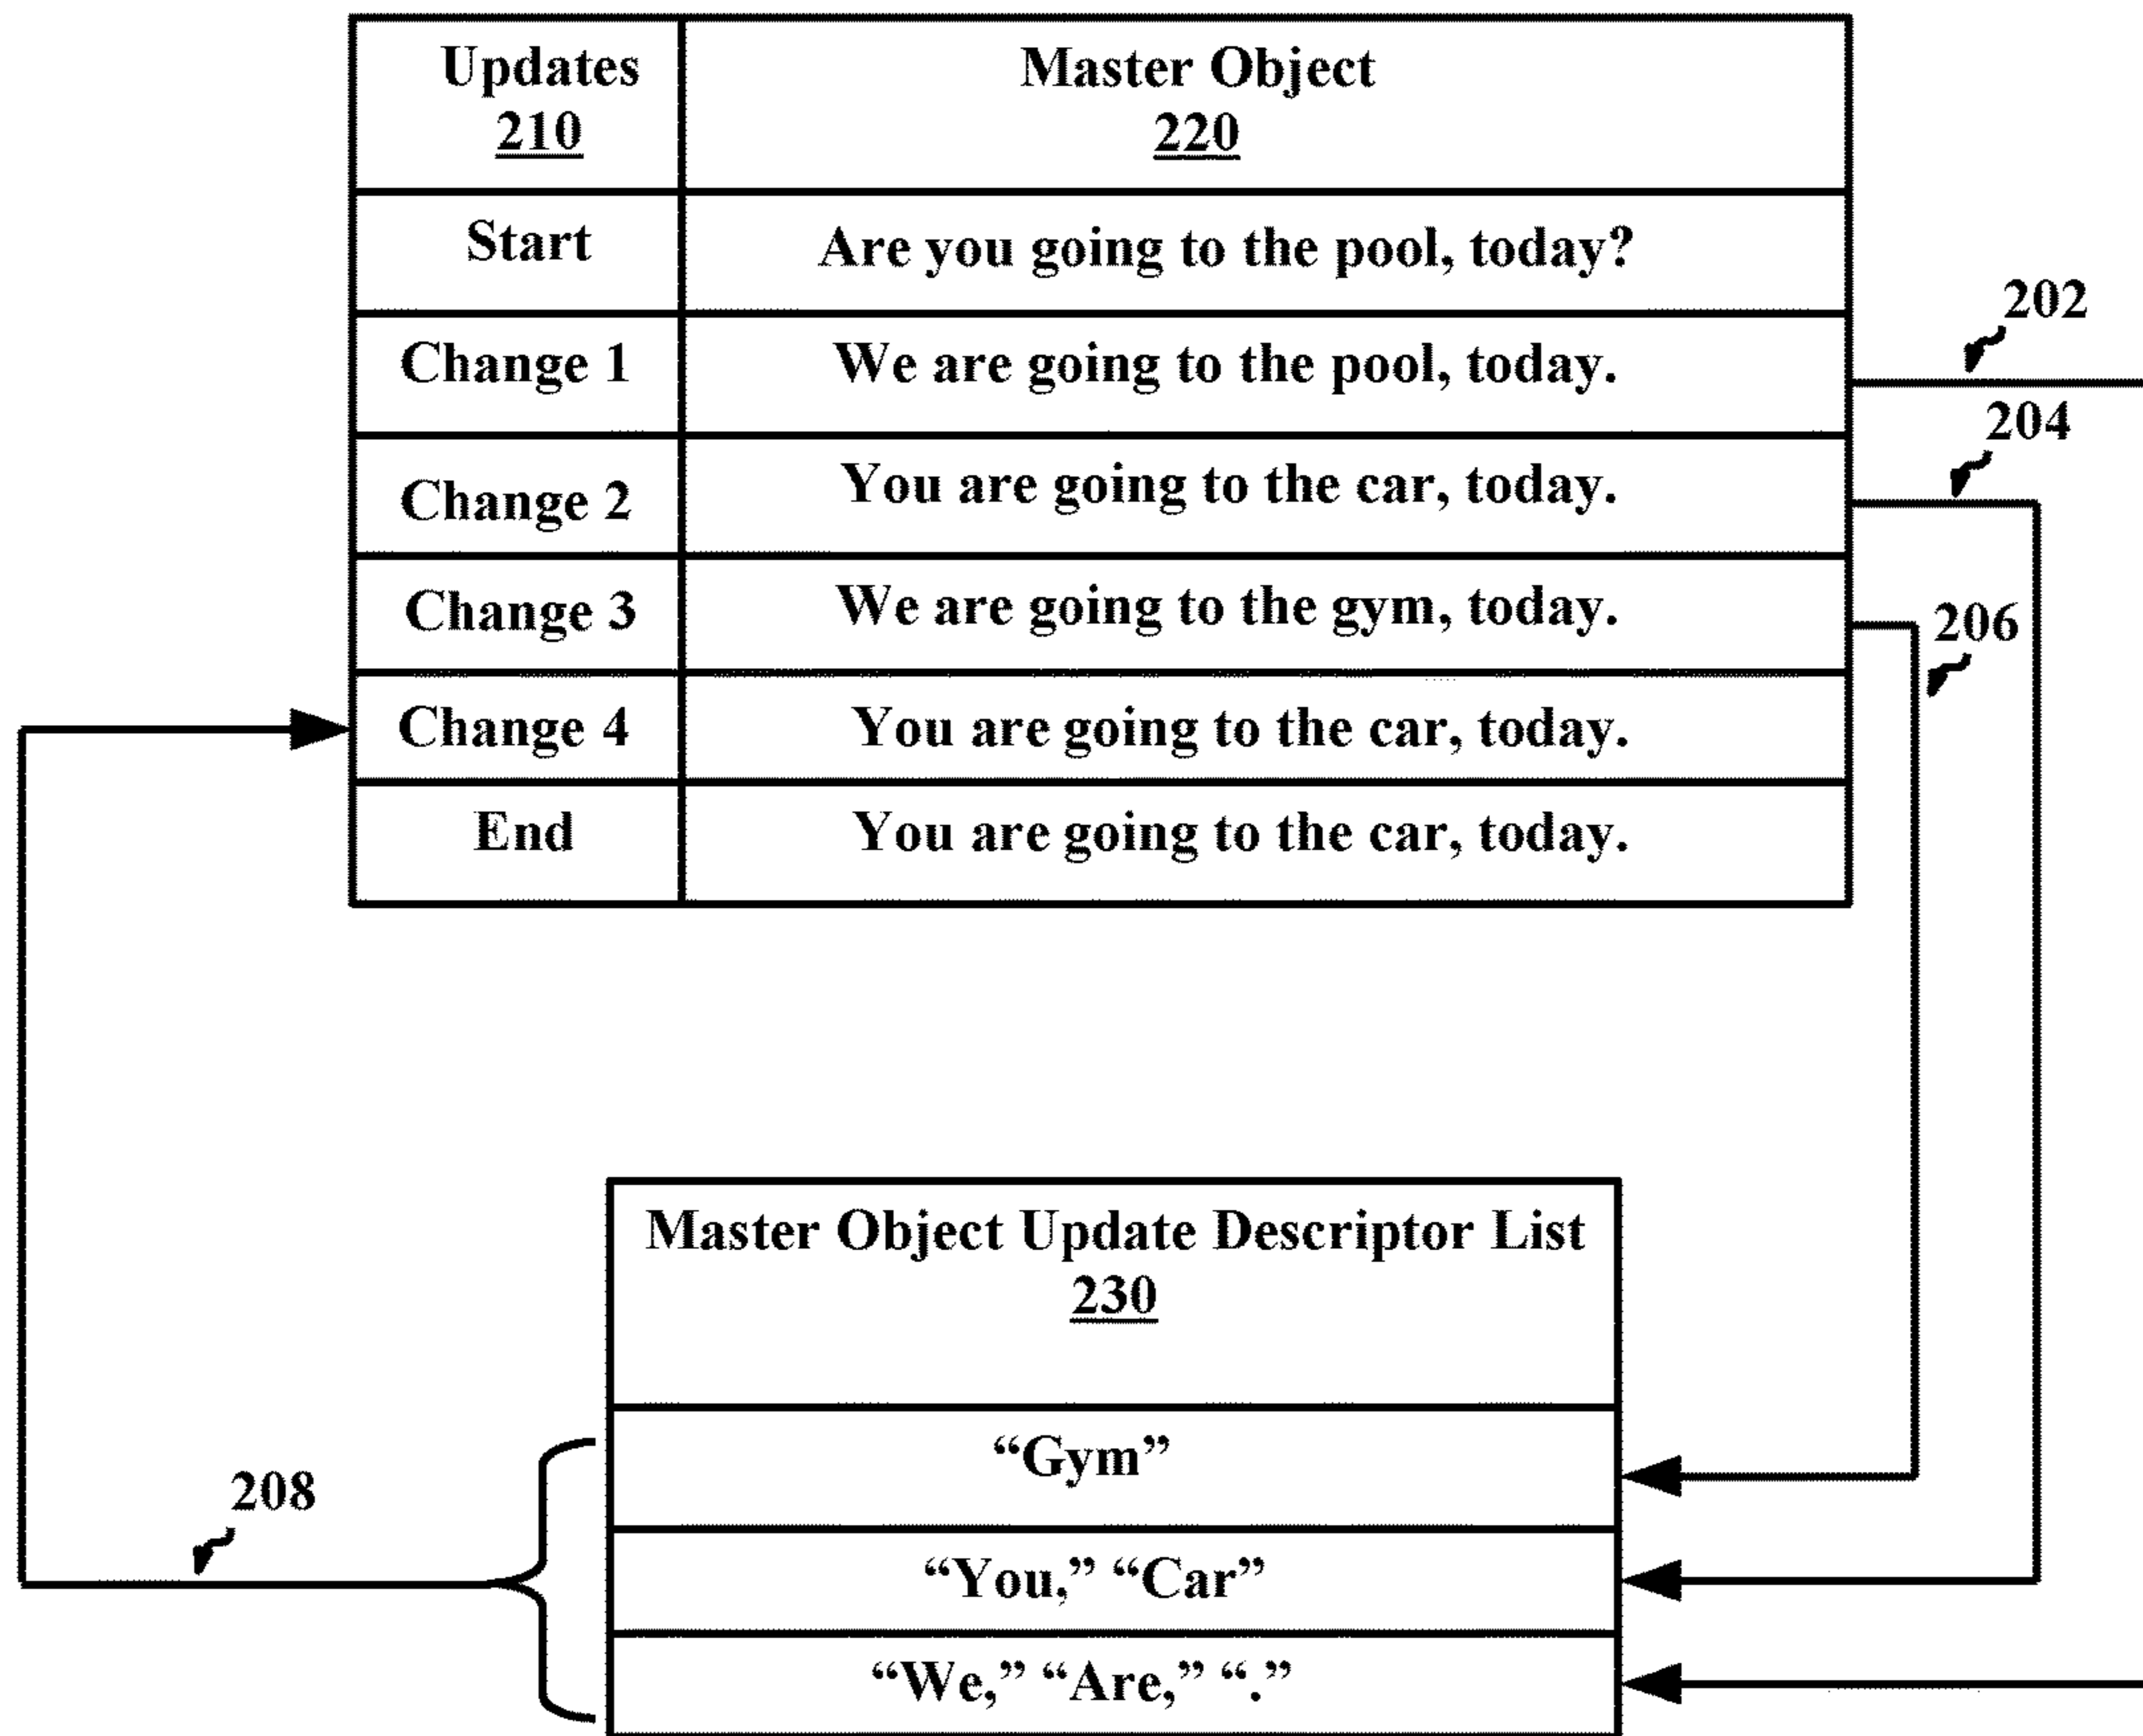 Updates
210
Master Object
220
Start
Are you going to the pool, today?
202
Change 1
We are going to the pool, today.
204
Change 2
You are going to the car, today.
Change 3
We are going to the gym, today.
206
Change 4
You are going to the car, today.
End
You are going to the car, today.
Master Object Update Descriptor List
230
“Gym”
208
“You,” “Car”
“We,” “Are,” “.”